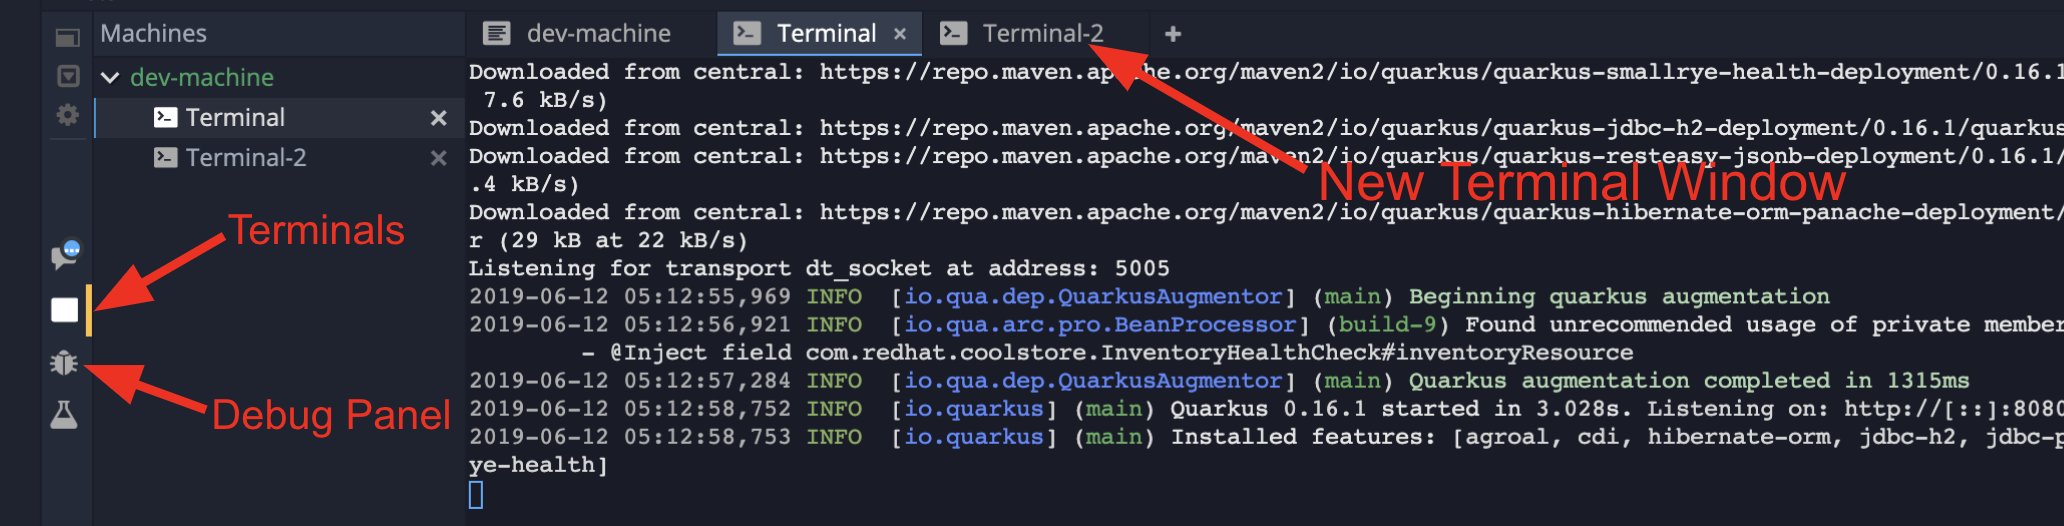 Machines
dev-machine
Terminal
Terminal-2
Terminals
Debug Panel
dev-machine
Terminal
Terminal-2
New Terminal Window
Downloaded from central: https://repo.maven.apache.org/maven2/io/quarkus/quarkus-smallrye-health-deployment/0.16.1
7.6 kB/s)
Downloaded from central: https://repo.maven.apache.org/maven2/io/quarkus/quarkus-jdbc-h2-deployment/0.16.1/quarkus
Downloaded from central: https://repo.maven.apache.org/maven2/io/quarkus/quarkus-resteasy-jsonb-deployment/0.16.1/
.4 kB/s)
Downloaded from central: https://repo.maven.apache.org/maven2/io/quarkus/quarkus-hibernate-orm-panache-deployment/
r (29 kB at 22 kB/s)
Listening for transport dt_socket at address: 5005
2019-06-12 05:12:55,969 INFO  [io.qua.dep.QuarkusAugmentor] (main) Beginning quarkus augmentation
2019-06-12 05:12:56,921 INFO  [io.qua.arc.pro.BeanProcessor] (build-9) Found unrecommended usage of private member
- @Inject field com.redhat.coolstore.InventoryHealthCheck#inventoryResource
2019-06-12 05:12:57,284 INFO  [io.qua.dep.QuarkusAugmentor] (main) Quarkus augmentation completed in 1315ms
2019-06-12 05:12:58,752 INFO  [io.quarkus] (main) Quarkus 0.16.1 started in 3.028s. Listening on: http://[::]:8080
2019-06-12 05:12:58,753 INFO  [io.quarkus] (main) Installed features: [agroal, cdi, hibernate-orm, jdbc-h2, jdbc-p
ye-health]